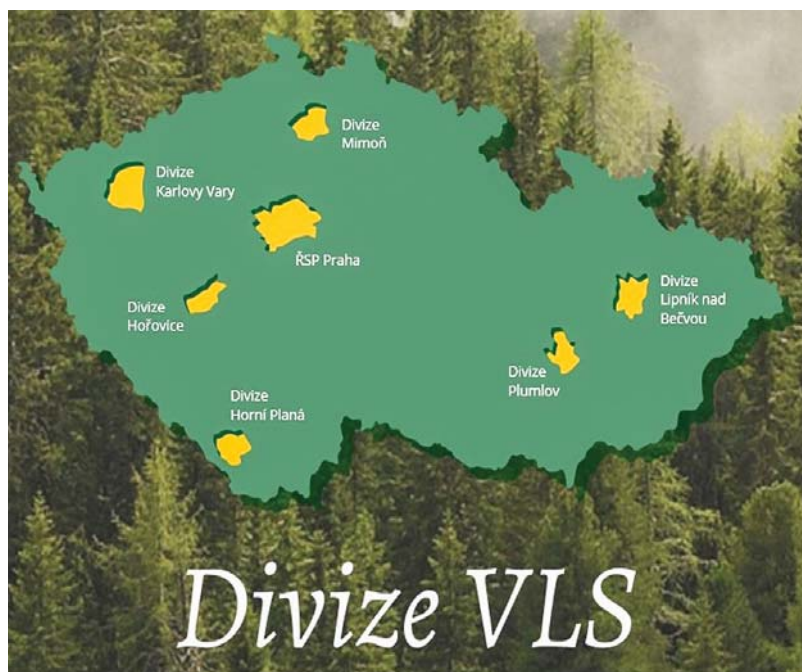 Divize
Mimoň
Divize
Karlovy Vary
ŘSP Praha
Divize
Lipník nad
Bečvou
Divize
Hořovice
Divize
Plumlov
Divize
Horní Planá
Divize VLS